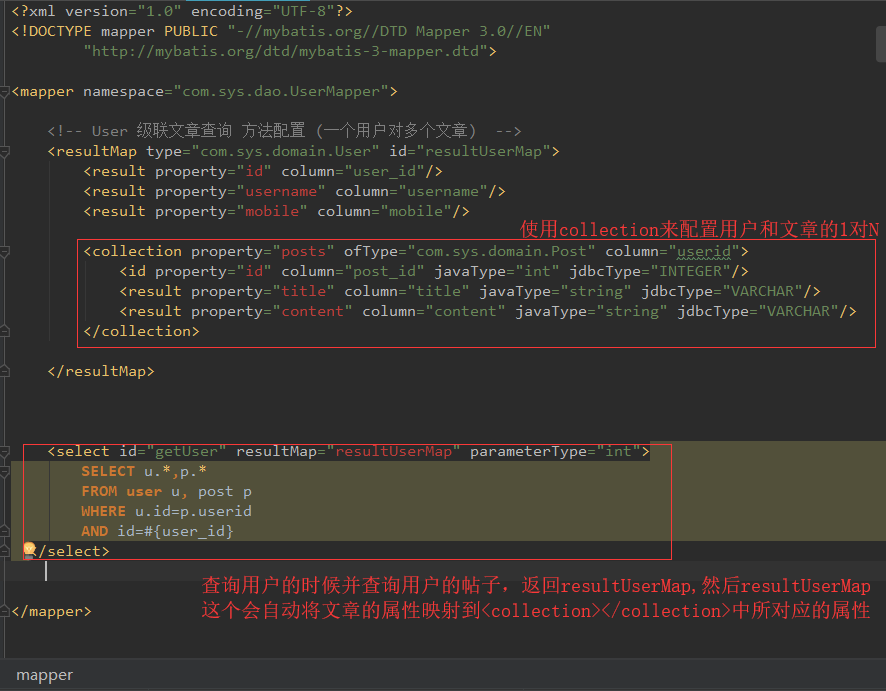 <?xml version="1.0" encoding="UTF-8"?>
<!DOCTYPE mapper PUBLIC "-//mybatis.org//DTD Mapper 3.0//EN"
"http://mybatis.org/dtd/mybatis-3-mapper.dtd">
<mapper namespace="com.sys.dao.UserMapper">
<!-- User 级联文章查询 方法配置 (一个用户对多个文章) -->
<resultMap type="com.sys.domain.User" id="resultUserMap">
<result property="id" column="user_id"/>
<result property="username" column="username"/>
<result property="mobile" column="mobile"/>
使用collection来配置用户和文章的1对N
<collection property="posts" ofType="com.sys.domain.Post" column="userid">
<id property="id" column="post_id" javaType="int" jdbcType="INTEGER"/>
<result property="title" column="title" javaType="string" jdbcType="VARCHAR"/>
<result property="content" column="content" javaType="string" jdbcType="VARCHAR"/>
</collection>
</resultMap>
<select id="getUser" resultMap="resultUserMap" parameterType="int">
SELECT u.*,p.*
FROM user u, post p
WHERE u.id=p.userid
AND id=#{user_id}
</select>
查询用户的时候并查询用户的帖子，返回resultUserMap,然后resultUserMap
这个会自动将文章的属性映射到<collection></collection>中所对应的属性
</mapper>
mapper